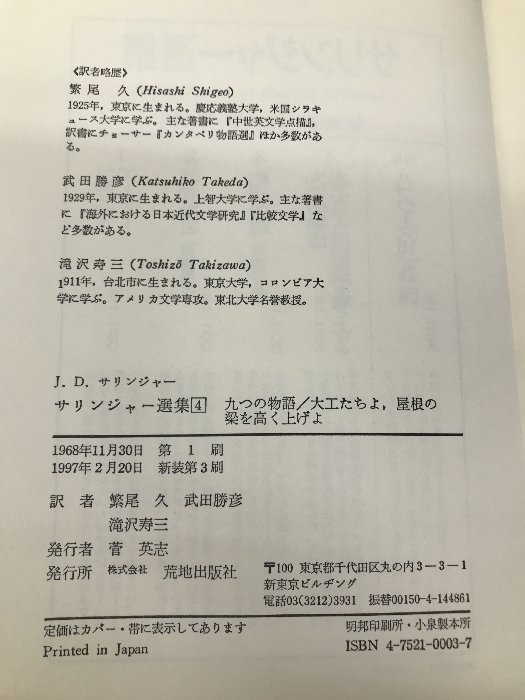 〈訳者略歴〉
繁尾　久 (Hisashi Shigeo)
1925年，東京に生まれる。慶応義塾大学，米国シラキ
ュース大学に学ぶ。主な著書に『中世英文学点描』，
訳書にチョーサー『カンタベリ物語選』ほか多数があ
る。
武田勝彦 (Katsuhiko Takeda)
1929年，東京に生まれる。上智大学に学ぶ。主な著書
に『海外における日本近代文学研究』『比較文学』な
ど多数がある。
滝沢寿三 (Toshizō Takizawa)
1911年，台北市に生まれる。東京大学，コロンビア大
学に学ぶ。アメリカ文学専攻。東北大学名誉教授。
J. D. サリンジャー
サリンジャー選集4　九つの物語／大工たちよ，屋根の
梁を高く上げよ
1968年11月30日　第　1　刷
1997年2月20日　新装第3刷
訳　者　繁尾　久　武田勝彦
滝沢寿三
発行者　菅　英志
発行所　株式会社　荒地出版社
〒100 東京都千代田区丸の内3－3－1
新東京ビルヂング
電話03(3212)3931　振替00150-4-144861
定価はカバー・帯に表示してあります　明邦印刷所・小泉製本所
Printed in Japan　ISBN 4-7521-0003-7